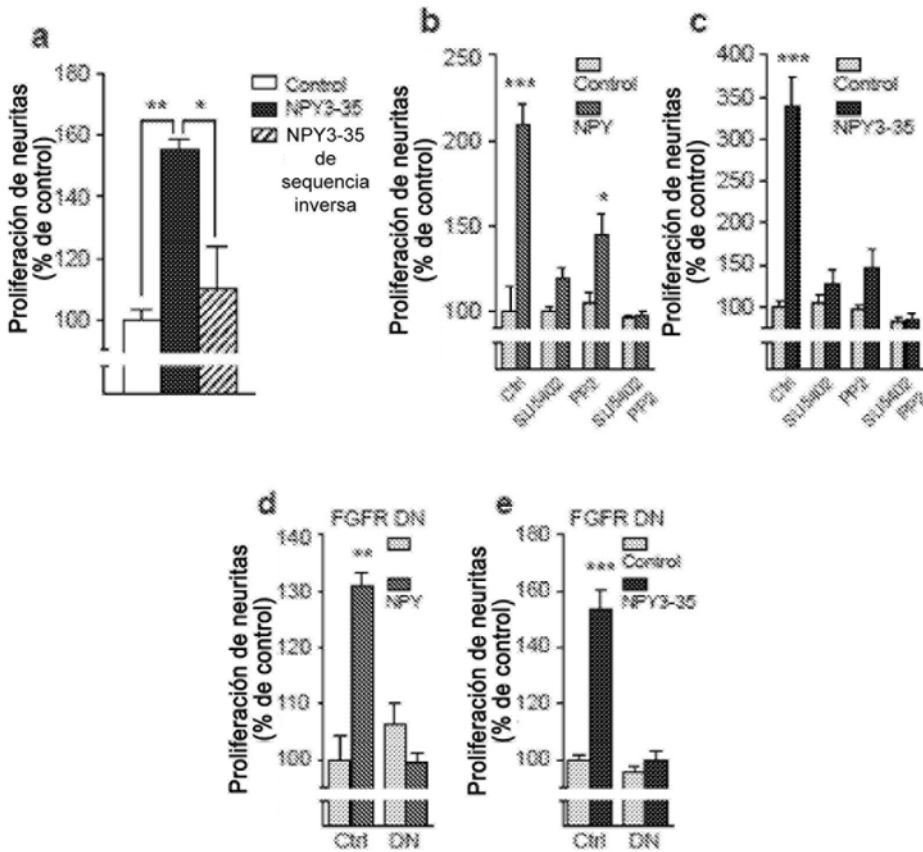 a
Proliferación de neuritas
(% de control)
180
160
140
120
100
** *
Control
NPY3-35
NPY3-35
de
sequencia
inversa
b
Proliferación de neuritas
(% de control)
250
200
150
100
***
*
Control
NPY
Ctrl
SU5402
PP2
SU5402
PP2
c
Proliferación de neuritas
(% de control)
400
350
300
250
200
150
100
***
Control
NPY3-35
Ctrl
SU5402
PP2
SU5402
PP2
d
FGFR DN
Proliferación de neuritas
(% de control)
140
130
120
110
100
**
NPY
Ctrl DN
e
FGFR DN
Proliferación de neuritas
(% de control)
180
160
140
120
100
***
Control
NPY3-35
Ctrl DN